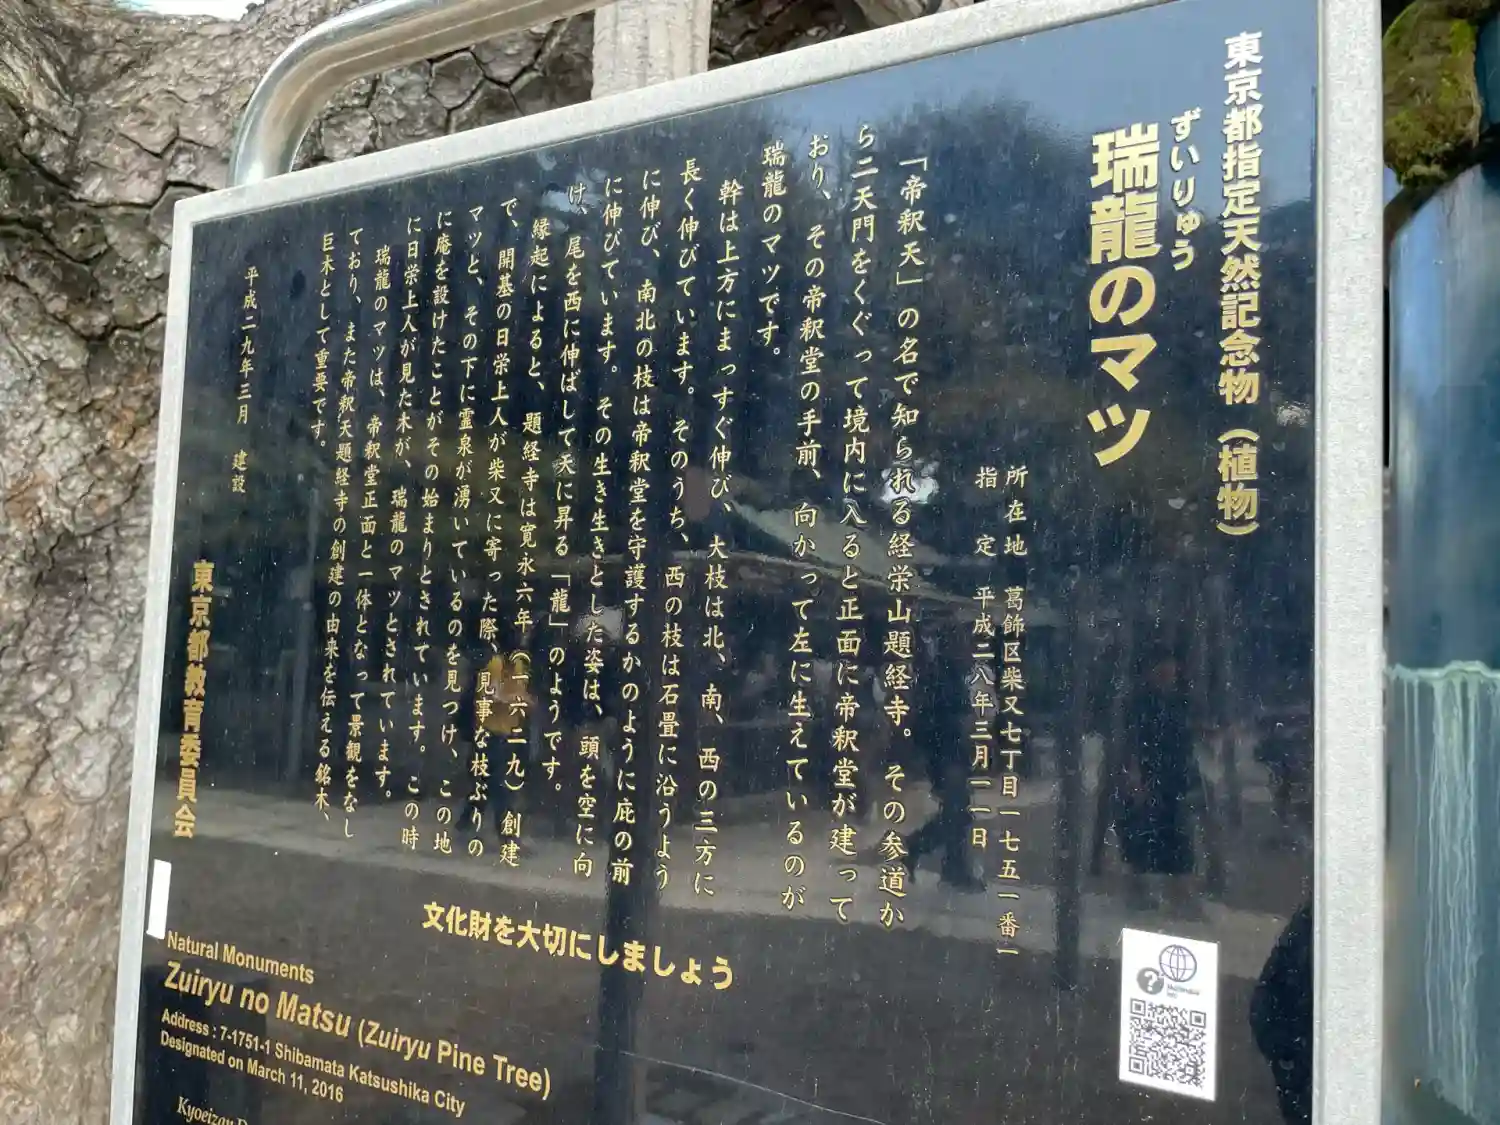 東京都指定天然記念物（植物）
ずいりゅう
瑞龍のマツ
所在地 葛飾区柴又七丁目一七五一番一
指定 平成二八年三月一一日
「帝釈天」の名で知られる経栄山題経寺。その参道か
ら二天門をくぐって境内に入ると正面に帝釈堂が建って
おり、その帝釈堂の手前、向かって左に生えているのが
瑞龍のマツです。
幹は上方にまっすぐ伸び、大枝は北、南、西の三方に
長く伸びています。そのうち、西の枝は石畳に沿うよう
に伸び、南北の枝は帝釈堂を守護するかのように庇の前
に伸びています。その生き生きとした姿は、頭を空に向
け、尾を西に伸ばして天に昇る「龍」のようです。
縁起によると、題経寺は寛永六年（一六二九）創建
で、開基の日栄上人が柴又に寄った際、見事な枝ぶりの
マツと、その下に霊泉が湧いているのを見つけ、この地
に庵を設けたことがその始まりとされています。この時
に日栄上人が見た木が、瑞龍のマツとされています。
瑞龍のマツは、帝釈堂正面と一体となって景観をなし
ており、また帝釈天題経寺の創建の由来を伝える銘木、
巨木として重要です。
平成二九年三月 建設
東京都教育委員会
文化財を大切にしましょう
Natural Monuments
Zuiryu no Matsu (Zuiryu Pine Tree)
Address : 7-1751-1 Shibamata Katsushika City
Designated on March 11, 2016